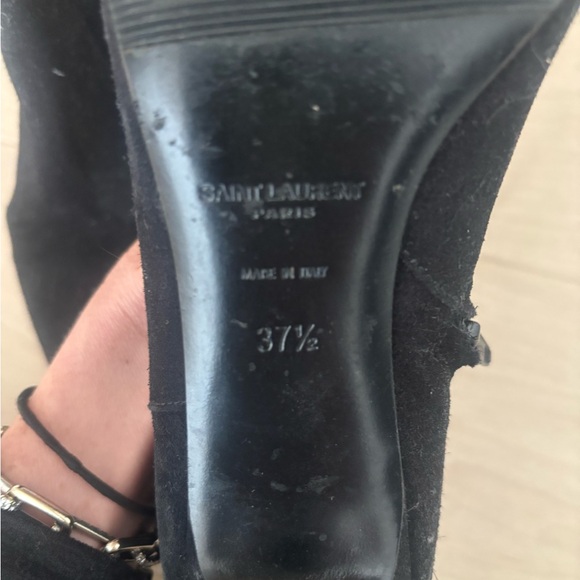 SAINT LAURENT
PARIS
MADE IN ITALY
37½